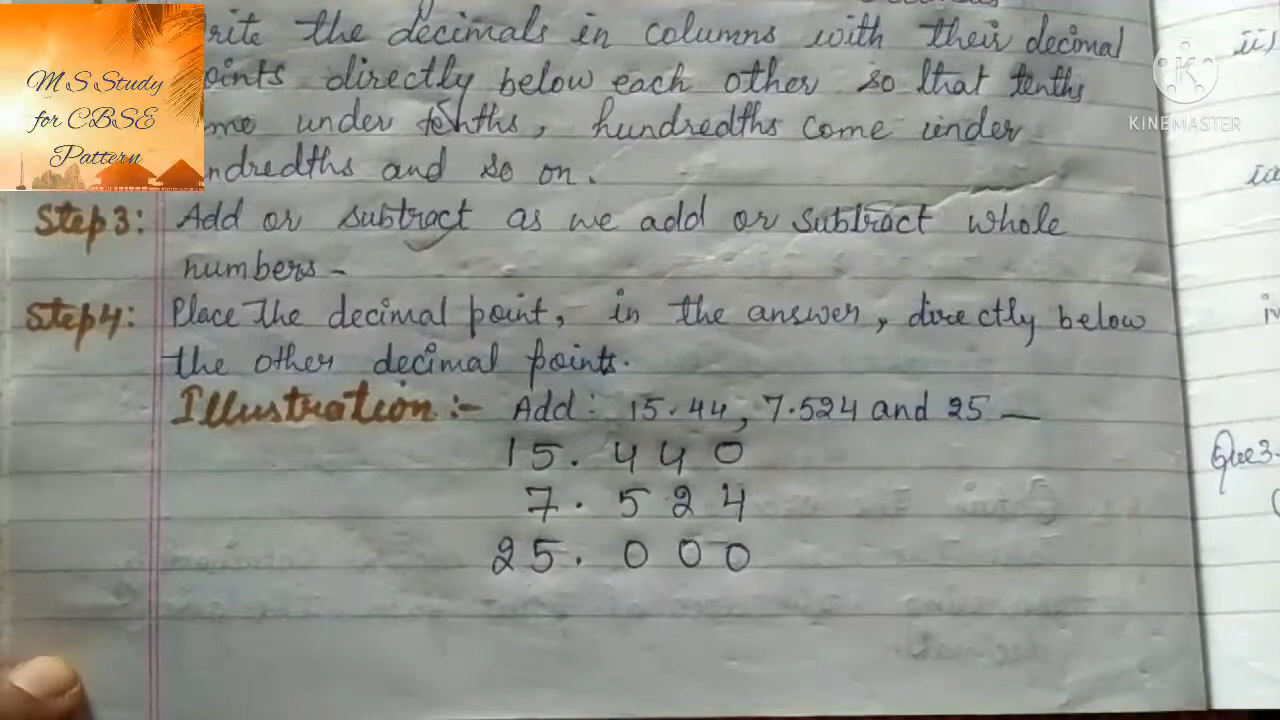 rite the decimals in columns with their decimal
oints directly below each other so that tenths
me under tenths, hundredths come under
ndredths and so on.
Step 3: Add or subtract as we add or subtract whole
numbers -
Step 4: Place the decimal point, in the answer, directly below
the other decimal points.
Illustration :- Add : 15.44, 7.524 and 25 —
15.440
7.524
25.000
M S Study
for CBSE
Pattern
K
KINEMASTER
ii)
iv
Que3.